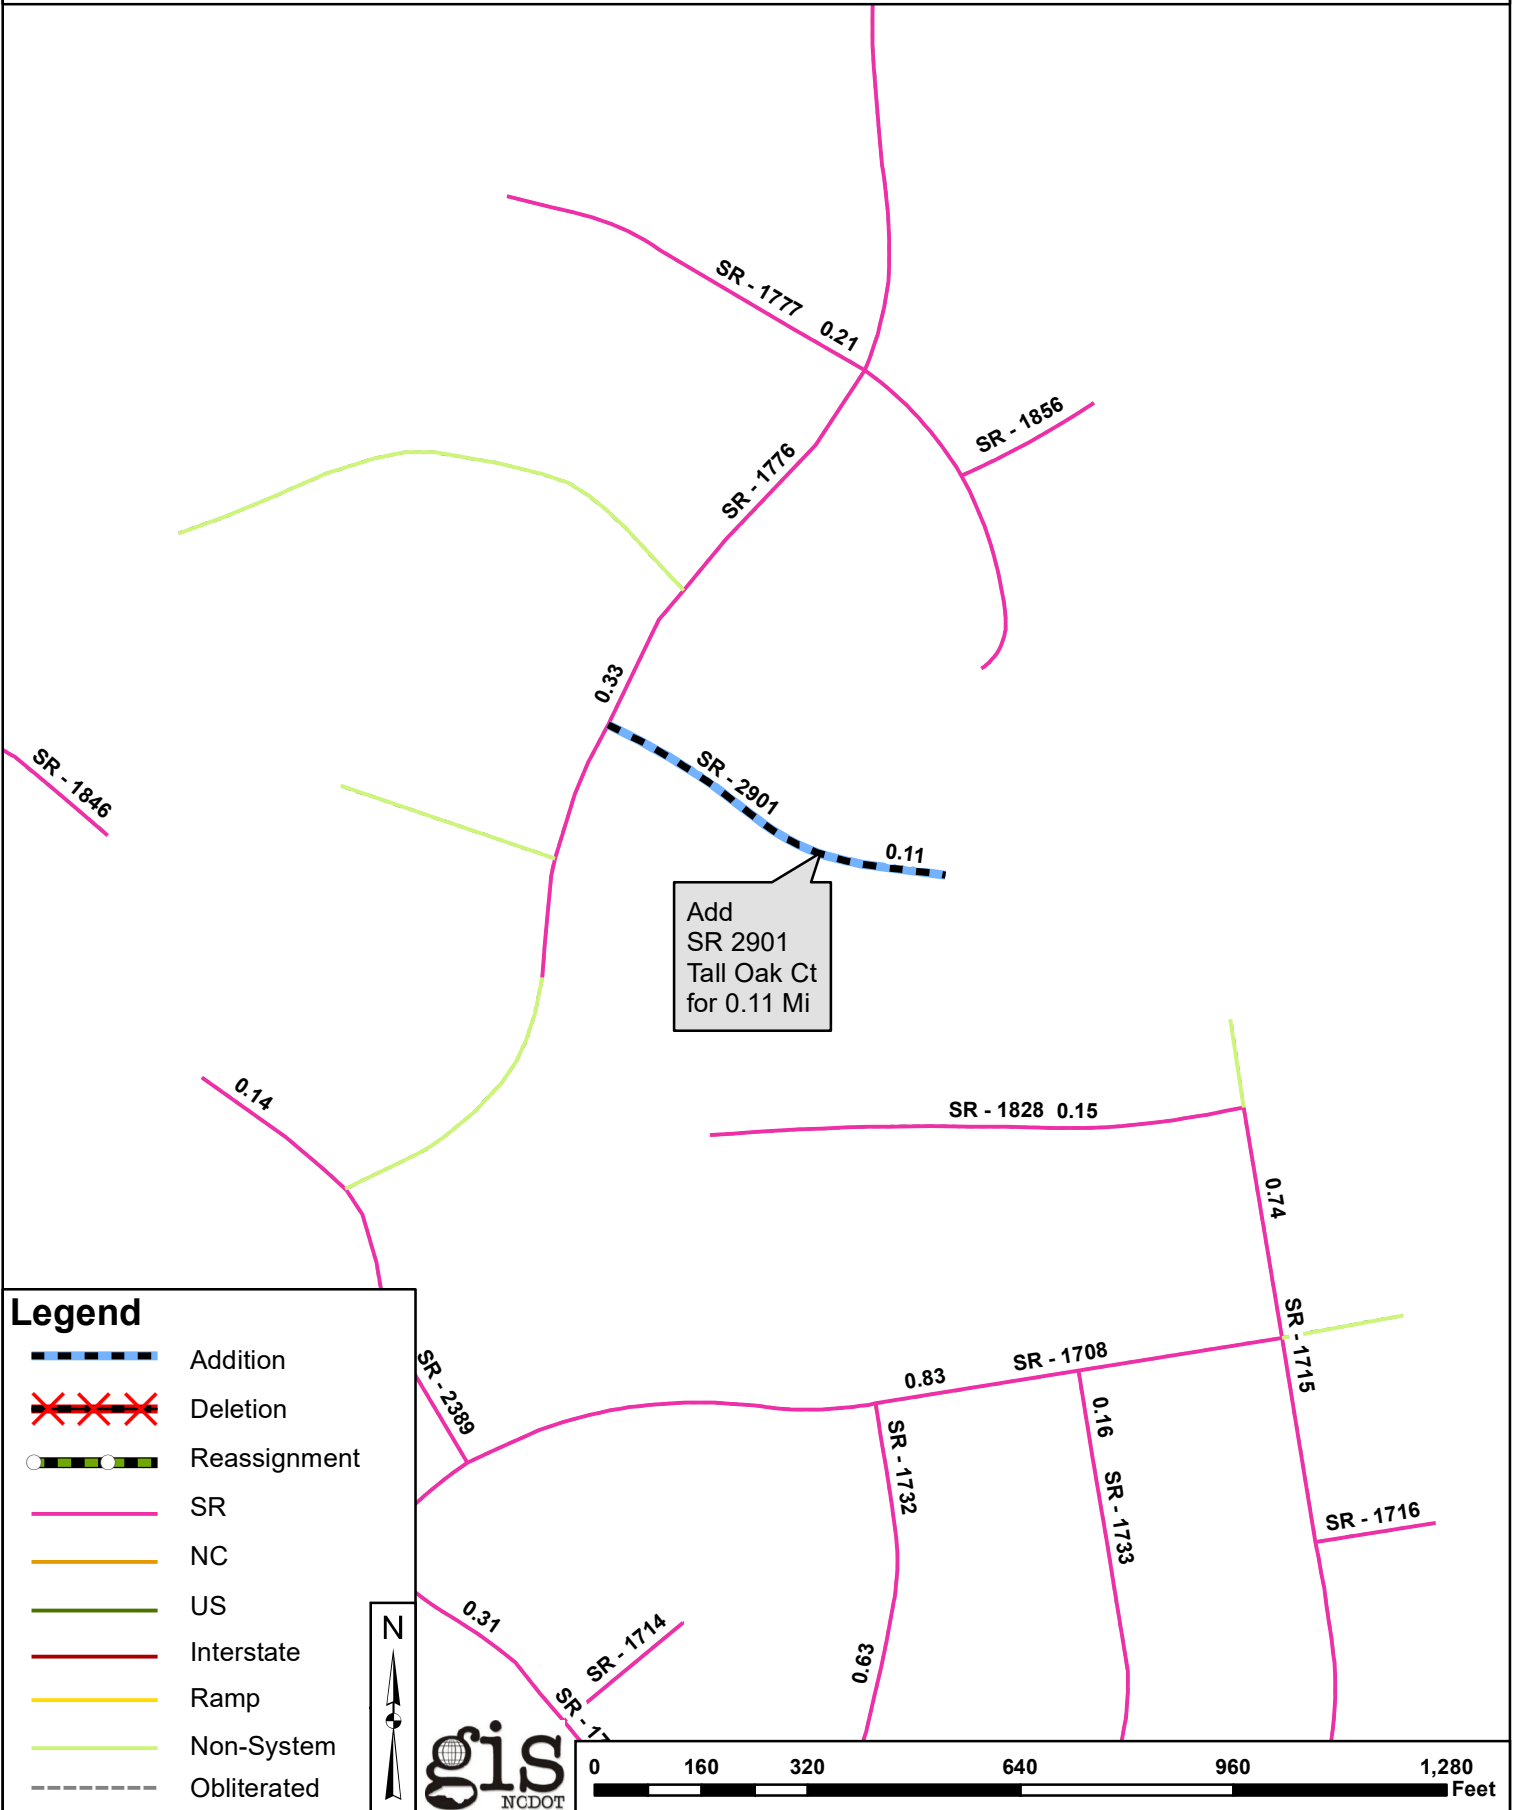 SR - 1777
0.21
SR - 1856
SR - 1776
0.33
SR - 1846
SR - 2901
0.11
Add
SR 2901
Tall Oak Ct
for 0.11 Mi
0.14
SR - 1828 0.15
0.74
SR - 1715
SR - 1708
0.83
SR - 2389
0.16
SR - 1732
SR - 1733
SR - 1716
0.31
SR - 1714
0.63
SR - 17
Legend
Addition
Deletion
Reassignment
SR
NC
US
Interstate
Ramp
Non-System
Obliterated
N
gis
NCDOT
0 160 320 640 960 1,280
Feet